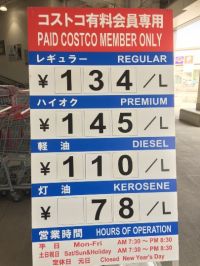 コストコ有料会員専用
PAID COSTCO MEMBER ONLY
レギュラー REGULAR
¥ 134 /L
ハイオク PREMIUM
¥ 145 /L
軽油 DIESEL
¥ 110 /L
灯油 KEROSENE
¥ 78 /L
営業時間 HOURS OF OPERATION
平日 Mon-Fri AM 7:30 ～ PM 8:30
土日祝日 Sat/Sun&Holiday AM 7:30 ～ PM 8:30
定休日 元日 Closed New Year's Day